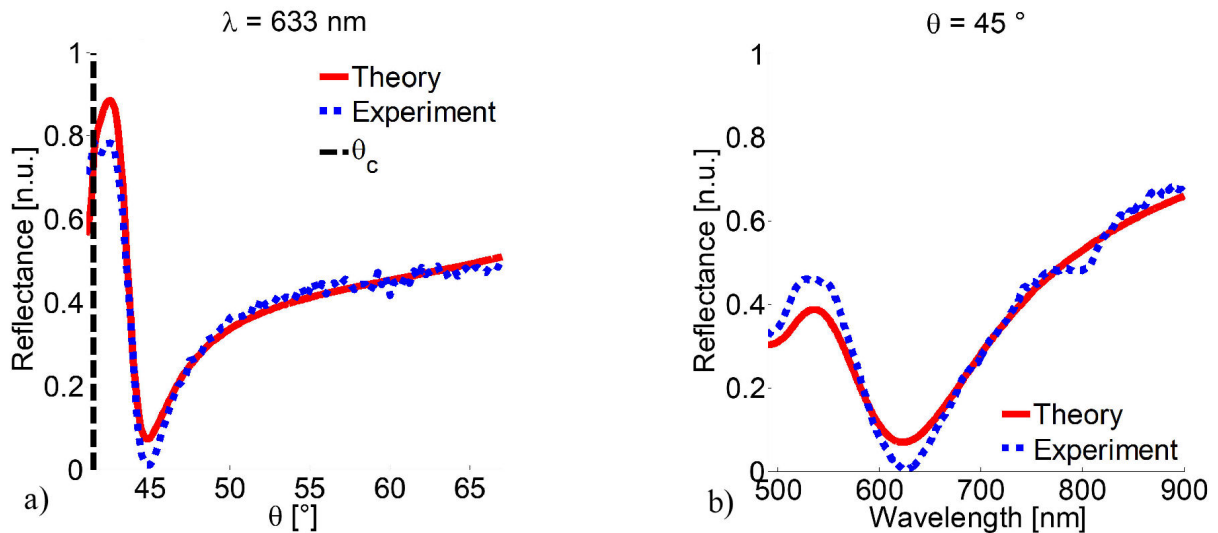 λ = 633 nm
Reflectance [n.u.]
1
0.8
0.6
0.4
0.2
0
Theory
Experiment
θc
45 50 55 60 65
θ [°]
a)
θ = 45 °
Reflectance [n.u.]
1
0.8
0.6
0.4
0.2
0
Theory
Experiment
500 600 700 800 900
Wavelength [nm]
b)